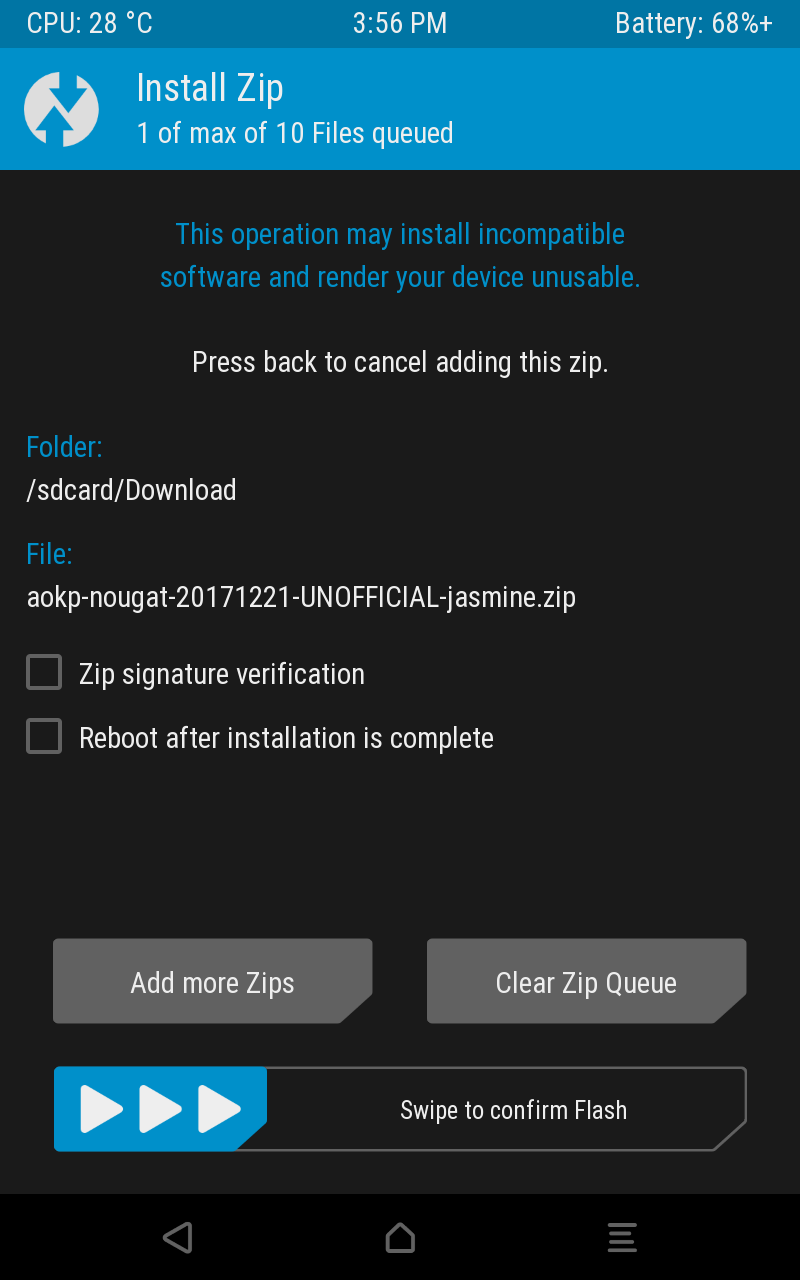 CPU: 28 °C 3:56 PM Battery: 68%+
Install Zip
1 of max of 10 Files queued
This operation may install incompatible
software and render your device unusable.
Press back to cancel adding this zip.
Folder:
/sdcard/Download
File:
aokp-nougat-20171221-UNOFFICIAL-jasmine.zip
Zip signature verification
Reboot after installation is complete
Add more Zips Clear Zip Queue
Swipe to confirm Flash